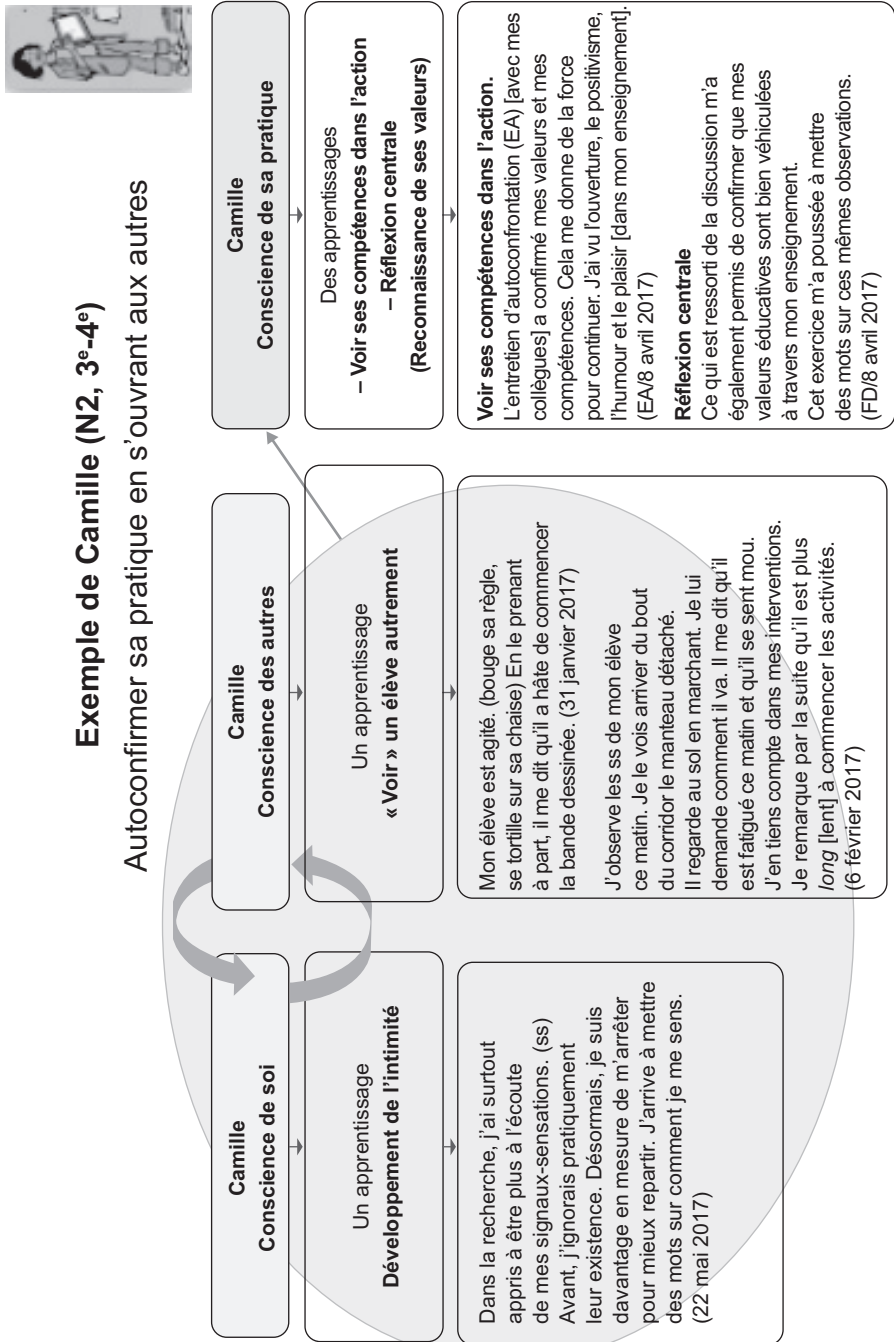 Exemple de Camille (N2, 3e-4e)
Autoconfirmer sa pratique en s'ouvrant aux autres
Camille
Conscience de soi
Un apprentissage
Développement de l'intimité
Dans la recherche, j'ai surtout
appris à être plus à l'écoute
de mes signaux-sensations. (ss)
Avant, j'ignorais pratiquement
leur existence. Désormais, je suis
davantage en mesure de m'arrêter
pour mieux repartir. J'arrive à mettre
des mots sur comment je me sens.
(22 mai 2017)
Camille
Conscience des autres
Un apprentissage
« Voir » un élève autrement
Mon élève est agité. (bouge sa règle,
se tortille sur sa chaise) En le prenant
à part, il me dit qu'il a hâte de commencer
la bande dessinée. (31 janvier 2017)
J'observe les ss de mon élève
ce matin. Je le vois arriver du bout
du corridor le manteau détaché.
Il regarde au sol en marchant. Je lui
demande comment il va. Il me dit qu'il
est fatigué ce matin et qu'il se sent mou.
J'en tiens compte dans mes interventions.
Je remarque par la suite qu'il est plus
long [lent] à commencer les activités.
(6 février 2017)
Camille
Conscience de sa pratique
Des apprentissages
– Voir ses compétences dans l'action
– Réflexion centrale
(Reconnaissance de ses valeurs)
Voir ses compétences dans l'action.
L'entretien d'autoconfrontation (EA) [avec mes
collègues] a confirmé mes valeurs et mes
compétences. Cela me donne de la force
pour continuer. J'ai vu l'ouverture, le positivisme,
l'humour et le plaisir [dans mon enseignement].
(EA/8 avril 2017)
Réflexion centrale
Ce qui est ressorti de la discussion m'a
également permis de confirmer que mes
valeurs éducatives sont bien véhiculées
à travers mon enseignement.
Cet exercice m'a poussée à mettre
des mots sur ces mêmes observations.
(FD/8 avril 2017)